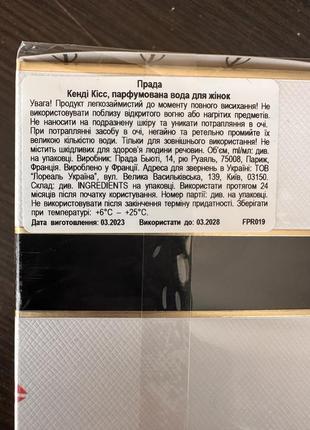 Прада
Кенді Кісс, парфумована вода для жінок
Увага! Продукт легкозаймистий до моменту повного висихання! Не
використовувати поблизу відкритого вогню або нагрітих предметів.
Не наносити на подразнену шкіру та уникати потрапляння в очі.
При потраплянні засобу в очі, негайно та ретельно промийте їх
великою кількістю води. Тільки для зовнішнього використання! Не
містить шкідливих для здоров'я людини речовин. Об'єм, ml/мл: див.
на упаковці. Виробник: Прада Бьюті, 14, рю Руаяль, 75008, Париж,
Франція. Вироблено у Франції. Адреса для звернень в Україні: ТОВ
"Лореаль Україна", вул. Велика Васильківська, 139, Київ, 03150.
Склад: див. INGREDIENTS на упаковці. Використати протягом 24
місяців після початку користування. Номер партії: див. на упаковці.
Не використовувати після закінчення терміну придатності. Зберігати
при температурі: +6°C – +25°C.
Дата виготовлення: 03.2023 Використати до: 03.2028 FPR019